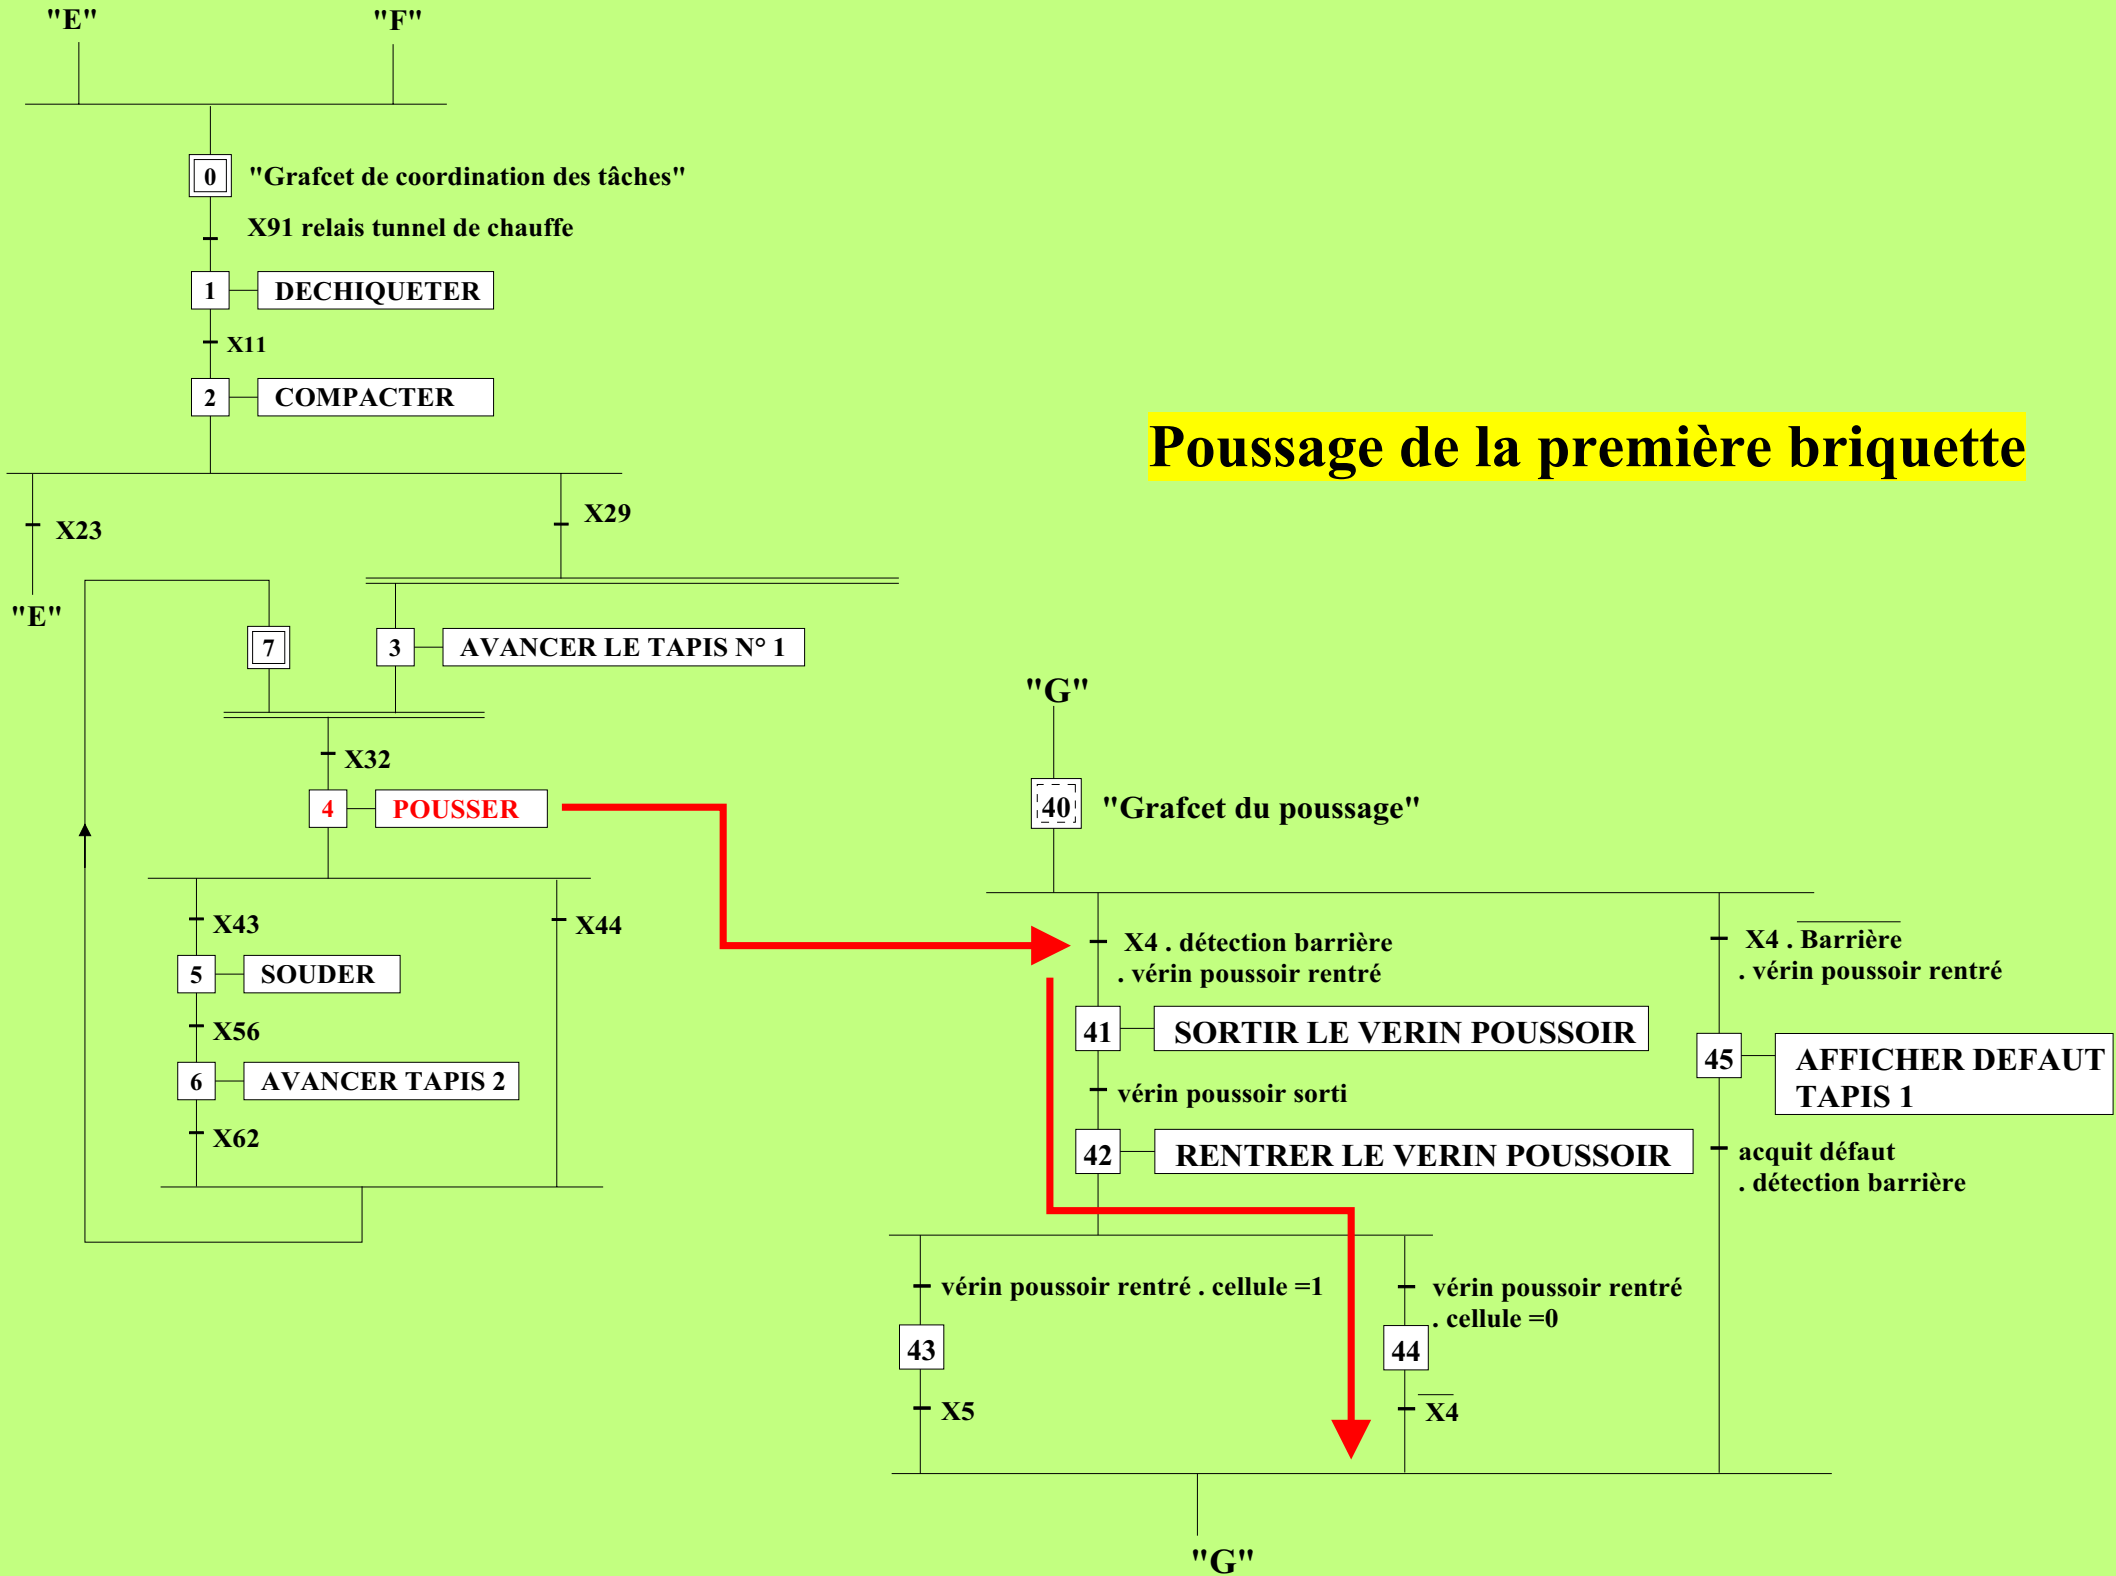 "E"
"F"
0
"Grafcet de coordination des tâches"
X91 relais tunnel de chauffe
1
DECHIQUETER
X11
2
COMPACTER
Poussage de la première briquette
X23
X29
"E"
7
3
AVANCER LE TAPIS N° 1
X32
4
POUSSER
X43
X44
5
SOUDER
X56
6
AVANCER TAPIS 2
X62
"G"
40
"Grafcet du poussage"
X4 . détection barrière
. vérin poussoir rentré
X4 . Barrière
. vérin poussoir rentré
41
SORTIR LE VERIN POUSSOIR
45
AFFICHER DEFAUT
TAPIS 1
vérin poussoir sorti
42
RENTRER LE VERIN POUSSOIR
acquit défaut
. détection barrière
vérin poussoir rentré . cellule =1
vérin poussoir rentré
. cellule =0
43
44
X5
X4
"G"